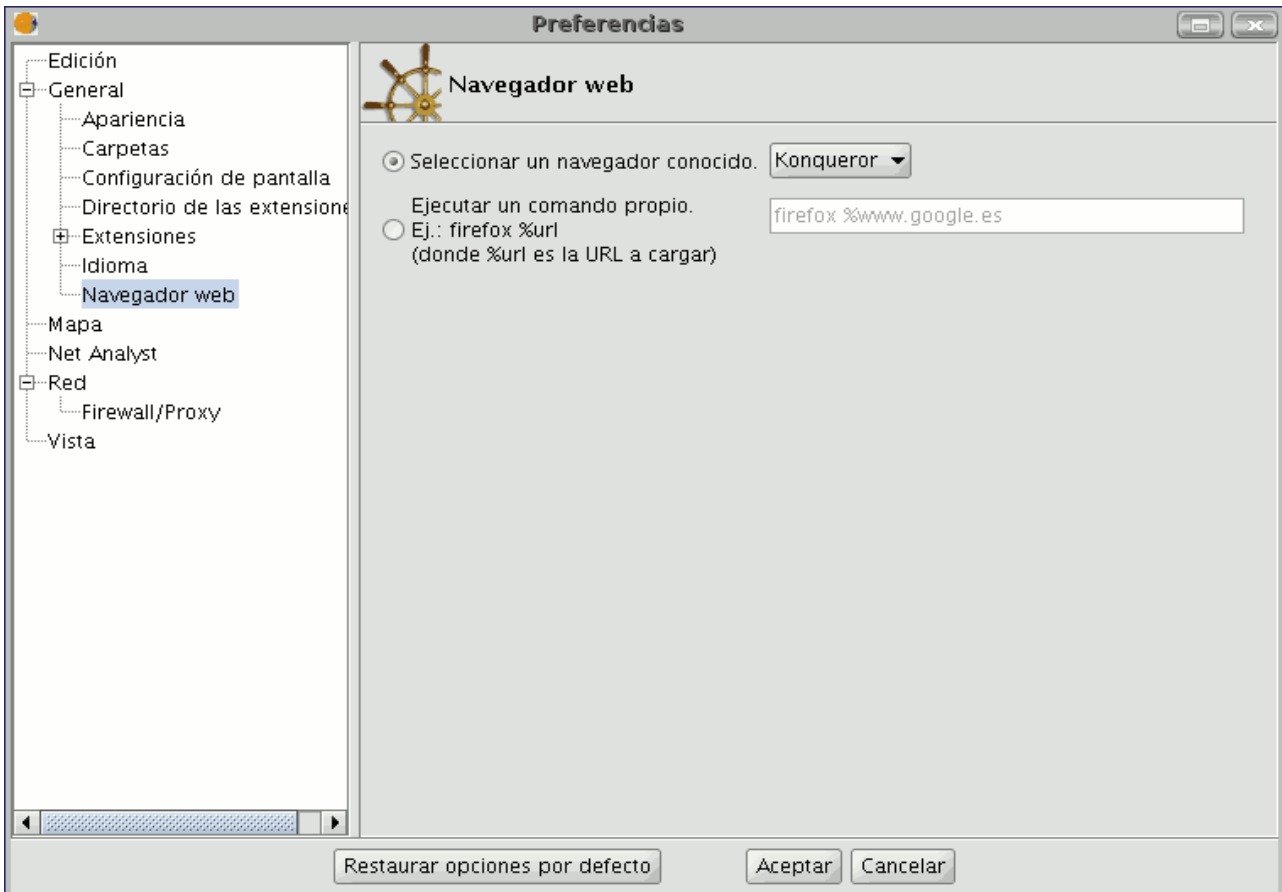 Preferencias
Edición
General
Apariencia
Carpetas
Configuración de pantalla
Directorio de las extensione
Extensiones
Idioma
Navegador web
Mapa
Net Analyst
Red
Firewall/Proxy
Vista
Navegador web
Seleccionar un navegador conocido. Konqueror
Ejecutar un comando propio.
Ej.: firefox %url
(donde %url es la URL a cargar)
firefox %www.google.es
Restaurar opciones por defecto Aceptar Cancelar